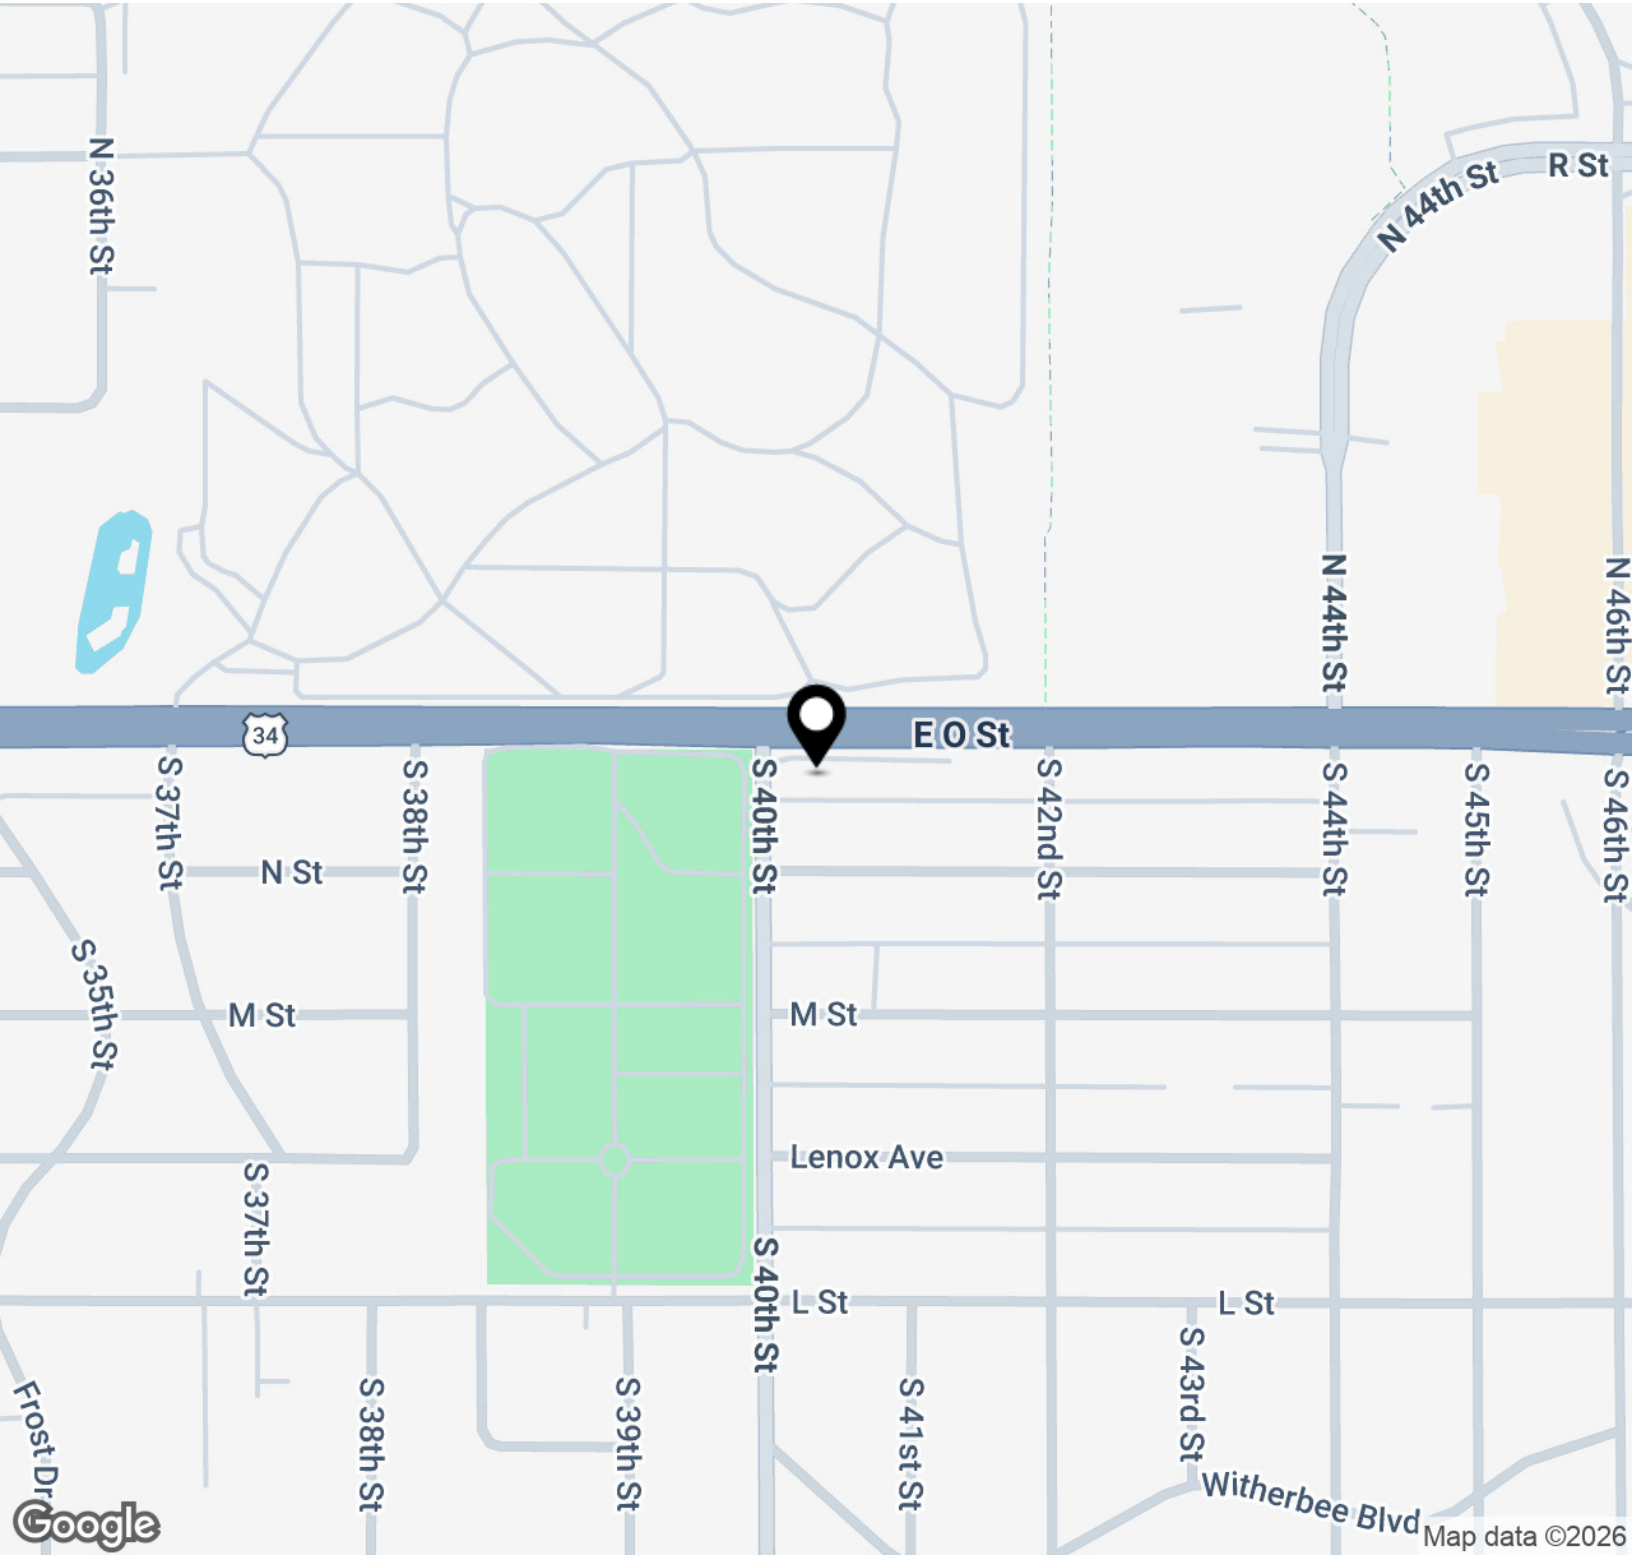 N 36th St
N 44th St
R St
N 44th St
N 46th St
34
E O St
S 37th St
S 38th St
S 40th St
S 42nd St
S 44th St
S 45th St
S 46th St
N St
S 35th St
M St
M St
Lenox Ave
S 37th St
S 40th St
L St
L St
S 43rd St
Frost Dr
S 38th St
S 39th St
S 41st St
Witherbee Blvd
Google
Map data ©2026